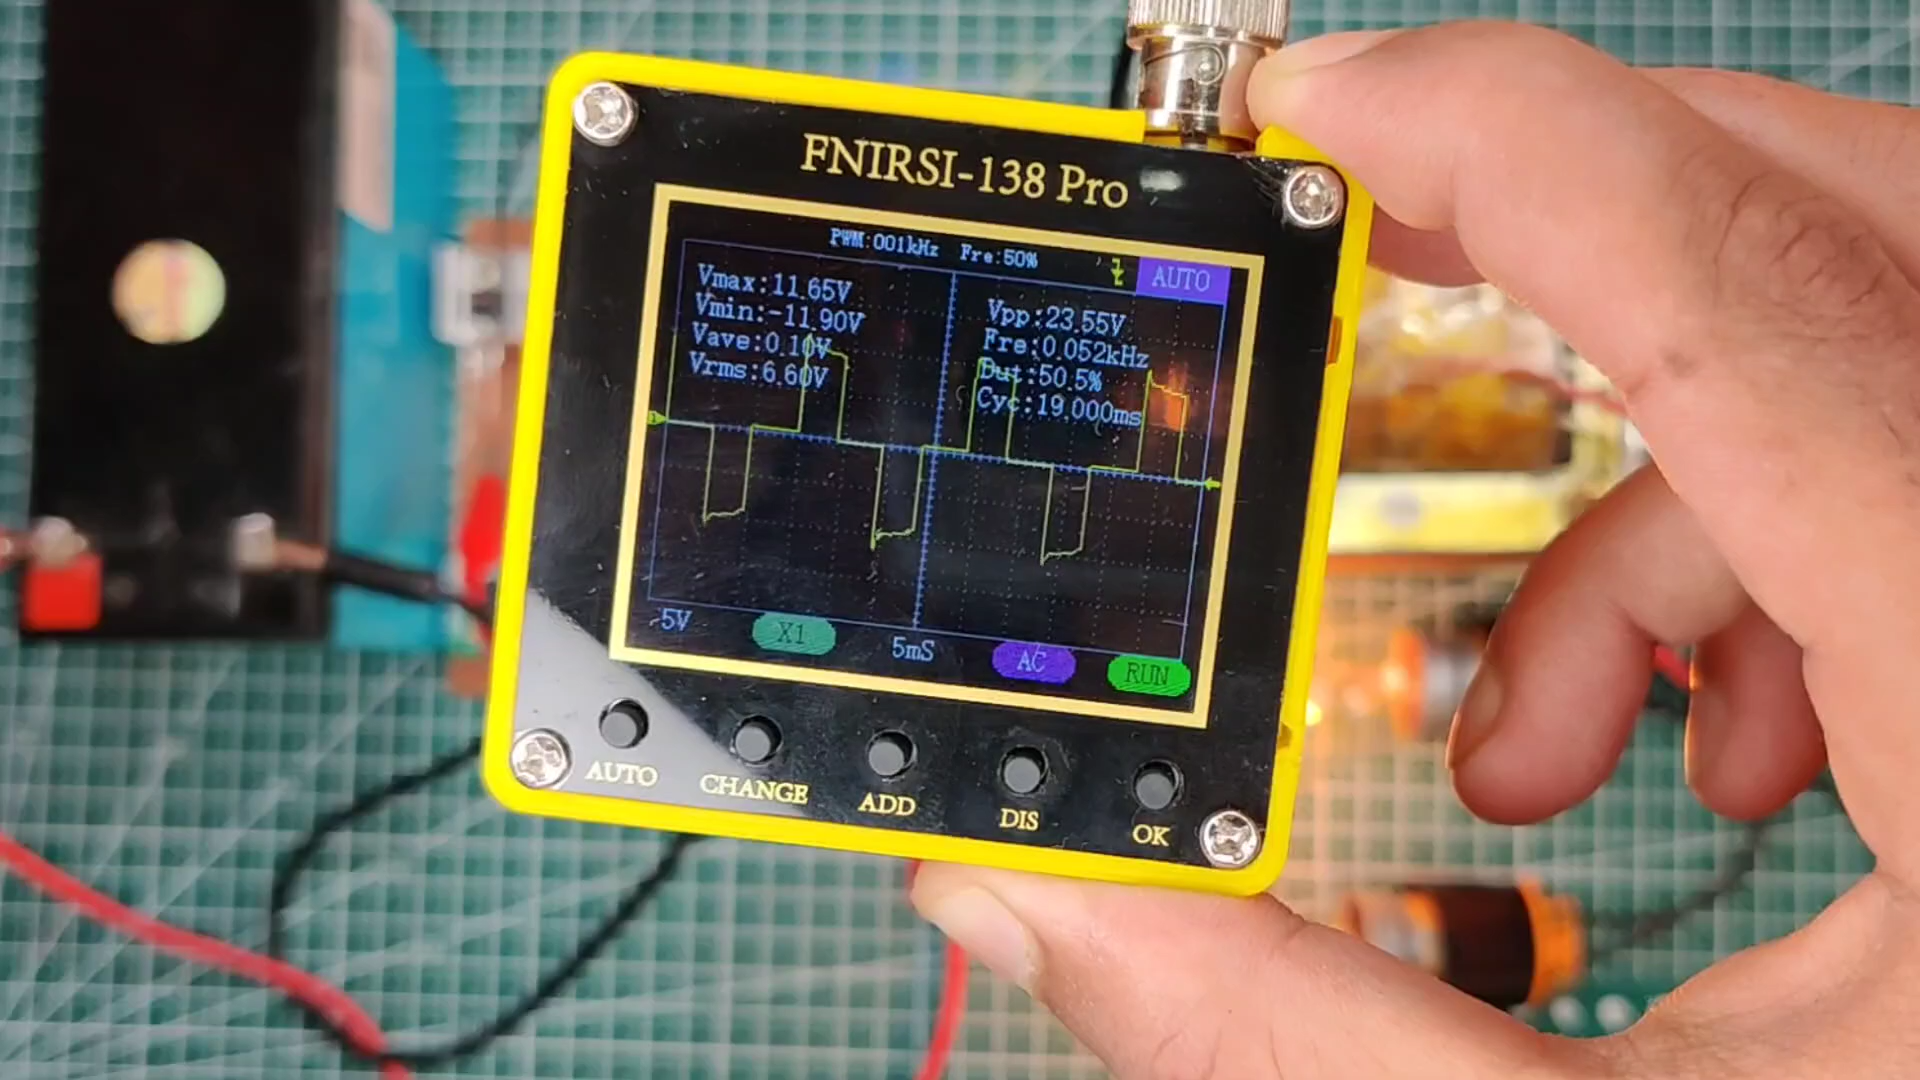 FNIRSI-138 Pro
PWM:001kHz Fre:50%
AUTO
Vmax:11.65V
Vmin:-11.90V
Vave:0.10V
Vrms:6.60V
Vpp:23.55V
Fre:0.052kHz
Dut:50.5%
Cyc:19.000ms
5V
X1
5mS
AC
RUN
AUTO
CHANGE
ADD
DIS
OK